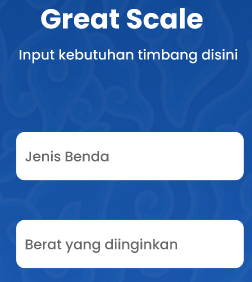 Great Scale
Input kebutuhan timbang disini
Jenis Benda
Berat yang diinginkan